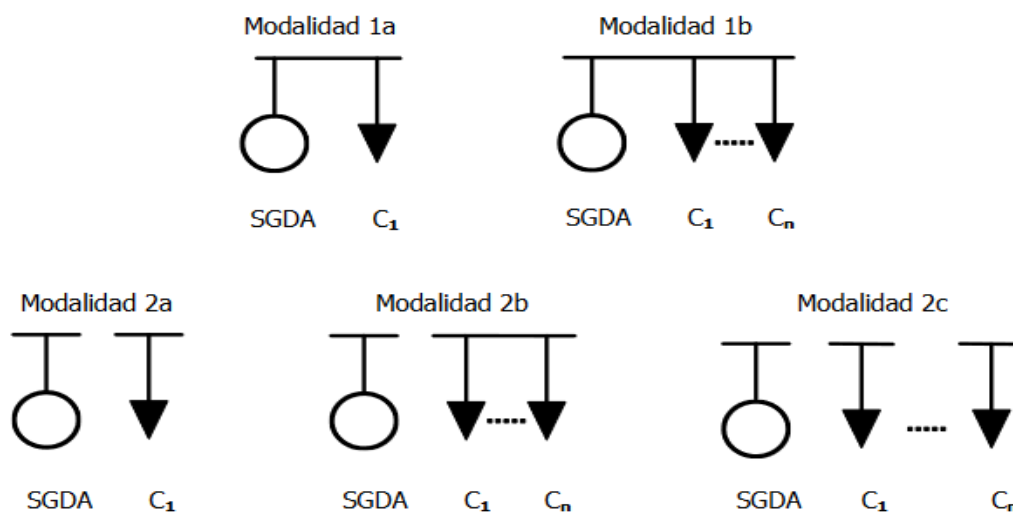 Modalidad 1a
Modalidad 1b
SGDA C₁
SGDA C₁ Cₙ
Modalidad 2a
Modalidad 2b
Modalidad 2c
SGDA C₁
SGDA C₁ Cₙ
SGDA C₁ Cₙ